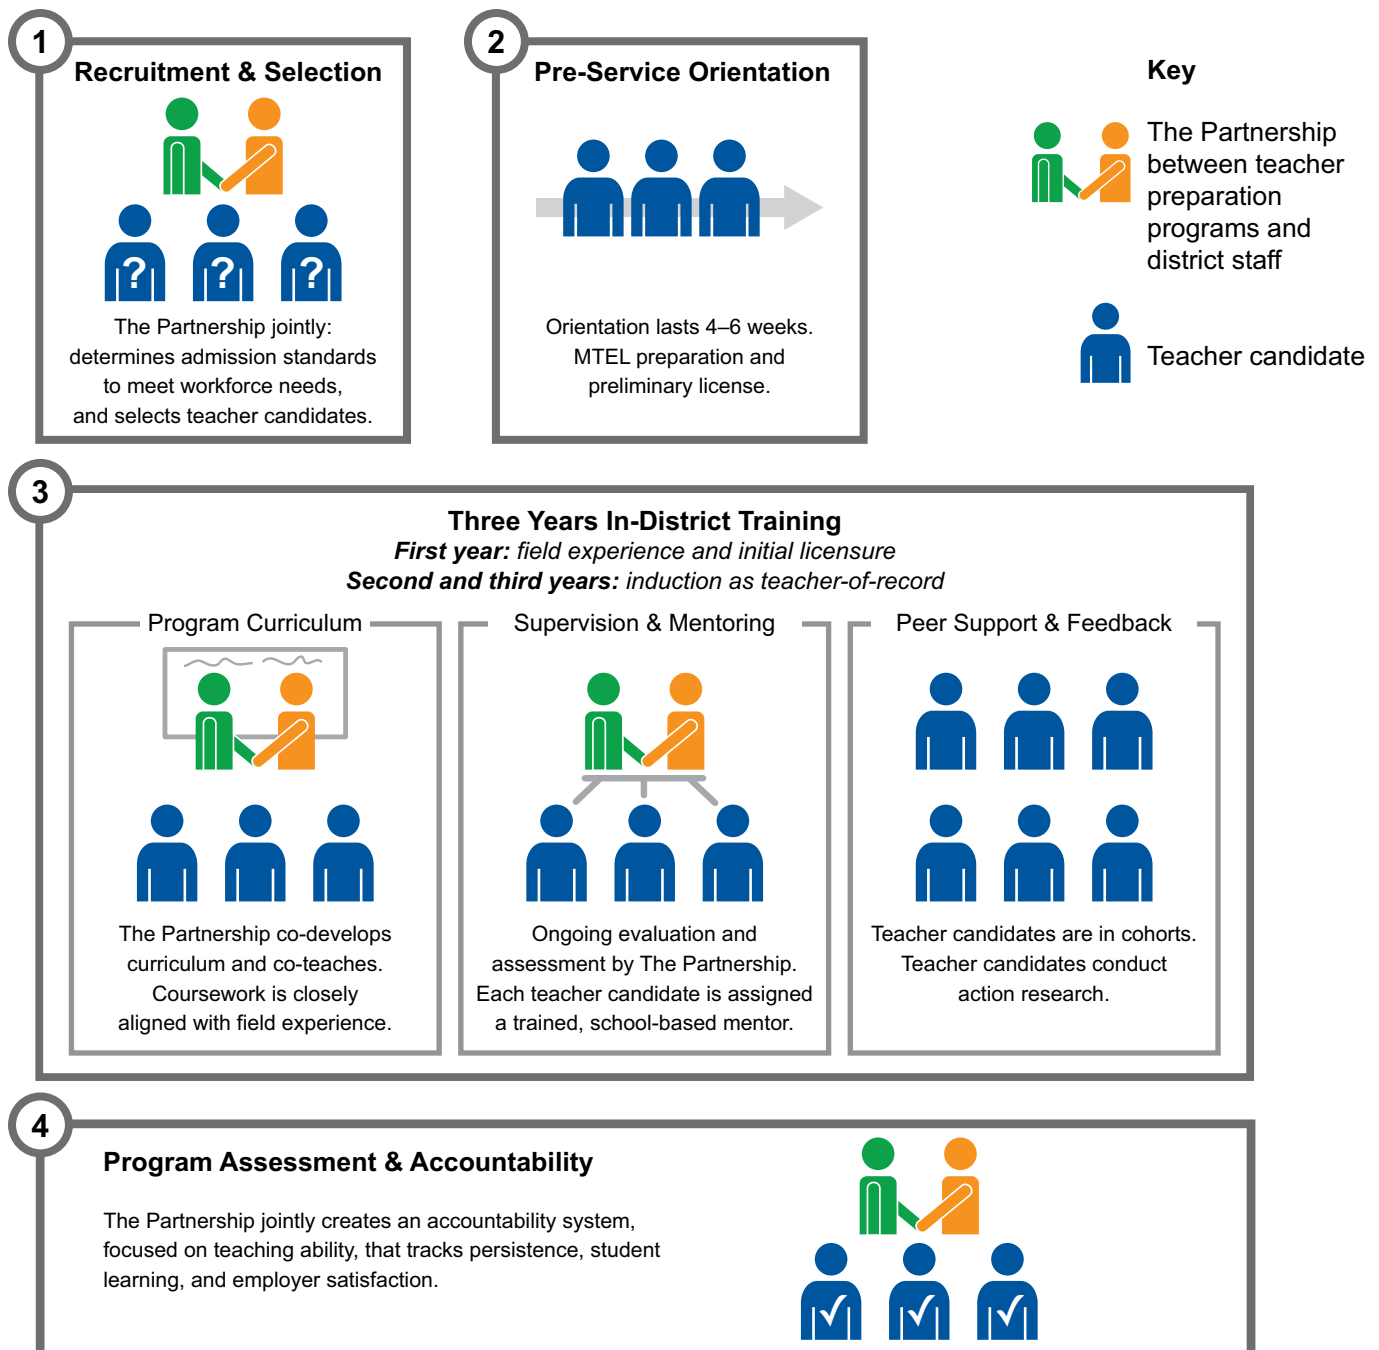 1
Recruitment & Selection
? ? ?
The Partnership jointly:
determines admission standards
to meet workforce needs,
and selects teacher candidates.
2
Pre-Service Orientation
Orientation lasts 4–6 weeks.
MTEL preparation and
preliminary license.
Key
The Partnership
between teacher
preparation
programs and
district staff
Teacher candidate
3
Three Years In-District Training
First year: field experience and initial licensure
Second and third years: induction as teacher-of-record
Program Curriculum
The Partnership co-develops
curriculum and co-teaches.
Coursework is closely
aligned with field experience.
Supervision & Mentoring
Ongoing evaluation and
assessment by The Partnership.
Each teacher candidate is assigned
a trained, school-based mentor.
Peer Support & Feedback
Teacher candidates are in cohorts.
Teacher candidates conduct
action research.
4
Program Assessment & Accountability
The Partnership jointly creates an accountability system,
focused on teaching ability, that tracks persistence, student
learning, and employer satisfaction.